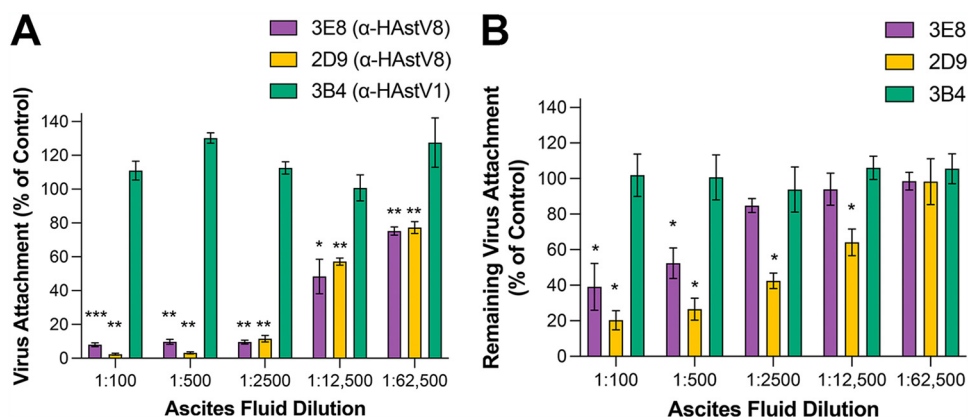 A
3E8 (α-HAstV8)
2D9 (α-HAstV8)
3B4 (α-HAstV1)
Virus Attachment (% of Control)
140
120
100
80
60
40
20
0
*** ** ** ** ** ** * ** ** **
1:100 1:500 1:2500 1:12,500 1:62,500
Ascites Fluid Dilution
B
3E8
2D9
3B4
Remaining Virus Attachment
(% of Control)
140
120
100
80
60
40
20
0
* * * * * *
1:100 1:500 1:2500 1:12,500 1:62,500
Ascites Fluid Dilution